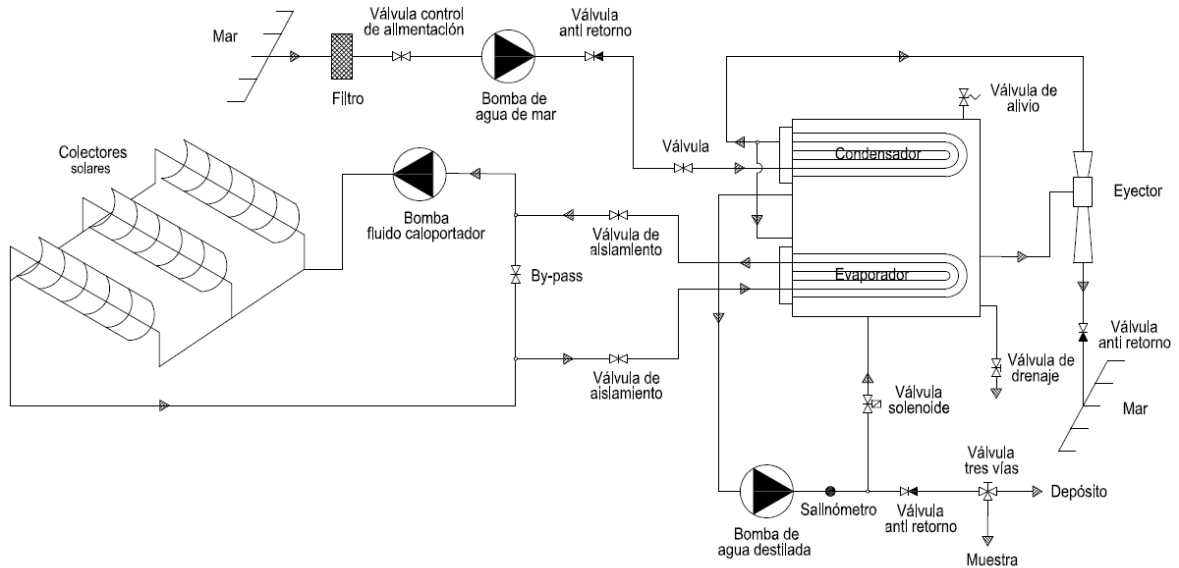 Válvula control
de alimentación
Válvula
anti retorno
Mar
Filtro
Bomba de
agua de mar
Válvula de
alivio
Válvula
Condensador
Colectores
solares
Bomba
fluido caloportador
Eyector
Válvula de
aislamiento
By-pass
Evaporador
Válvula de
aislamiento
Válvula
anti retorno
Válvula de
drenaje
Válvula
solenoide
Mar
Válvula
tres vías
Salinómetro
Depósito
Válvula
anti retorno
Bomba de
agua destilada
Muestra